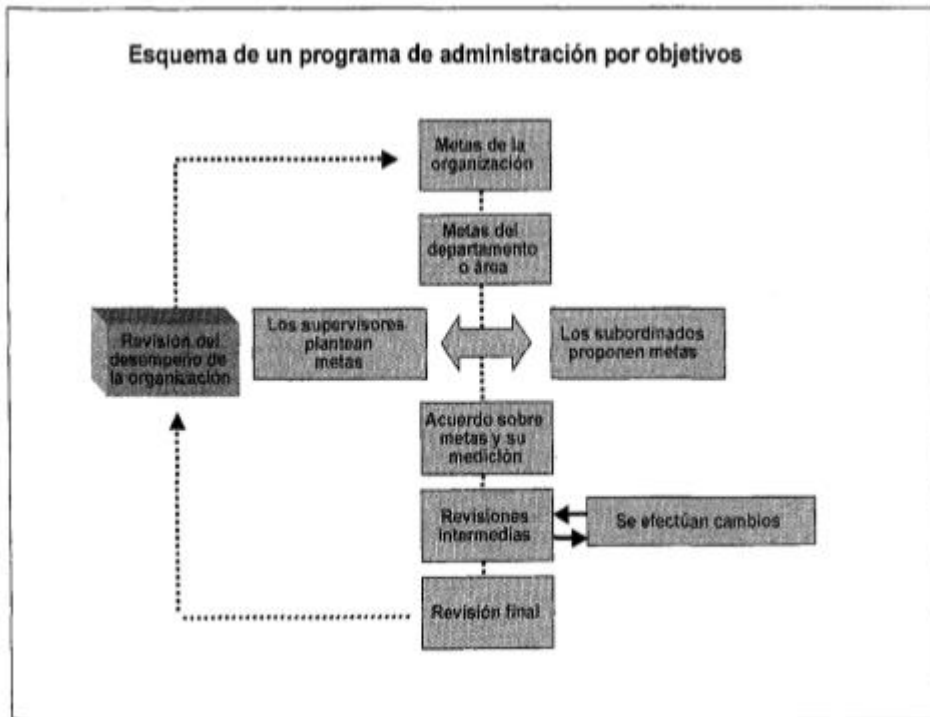 Esquema de un programa de administración por objetivos
Metas de la
organización
Metas del
departamento
o área
Los supervisores
plantean
metas
Los subordinados
proponen metas
Revisión del
desempeño de
la organización
Acuerdo sobre
metas y su
medición
Revisiones
intermedias
Se efectúan cambios
Revisión final